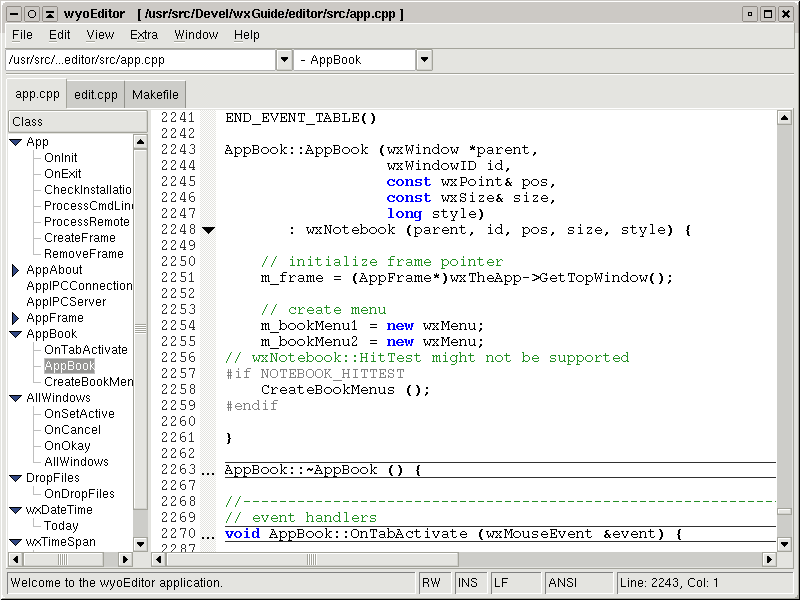 wyoEditor [ /usr/src/Devel/wxGuide/editor/src/app.cpp ]
File Edit View Extra Window Help
/usr/src/...editor/src/app.cpp - AppBook
app.cpp edit.cpp Makefile
Class
App
OnInit
OnExit
CheckInstallatio
ProcessCmdLin
ProcessRemote
CreateFrame
RemoveFrame
AppAbout
AppIPCConnection
AppIPCServer
AppFrame
AppBook
OnTabActivate
AppBook
CreateBookMen
AllWindows
OnSetActive
OnCancel
OnOkay
AllWindows
DropFiles
OnDropFiles
wxDateTime
Today
wxTimeSpan
2241 END_EVENT_TABLE()
2242
2243 AppBook::AppBook (wxWindow *parent,
2244 wxWindowID id,
2245 const wxPoint& pos,
2246 const wxSize& size,
2247 long style)
2248 : wxNotebook (parent, id, pos, size, style) {
2249
2250 // initialize frame pointer
2251 m_frame = (AppFrame*)wxTheApp->GetTopWindow();
2252
2253 // create menu
2254 m_bookMenu1 = new wxMenu;
2255 m_bookMenu2 = new wxMenu;
2256 // wxNotebook::HitTest might not be supported
2257 #if NOTEBOOK_HITTEST
2258 CreateBookMenus ();
2259 #endif
2260
2261 }
2262
2263 ... AppBook::~AppBook () {
2267
2268 //-----------------------------------------------------------
2269 // event handlers
2270 ... void AppBook::OnTabActivate (wxMouseEvent &event) {
2287
Welcome to the wyoEditor application. RW INS LF ANSI Line: 2243, Col: 1